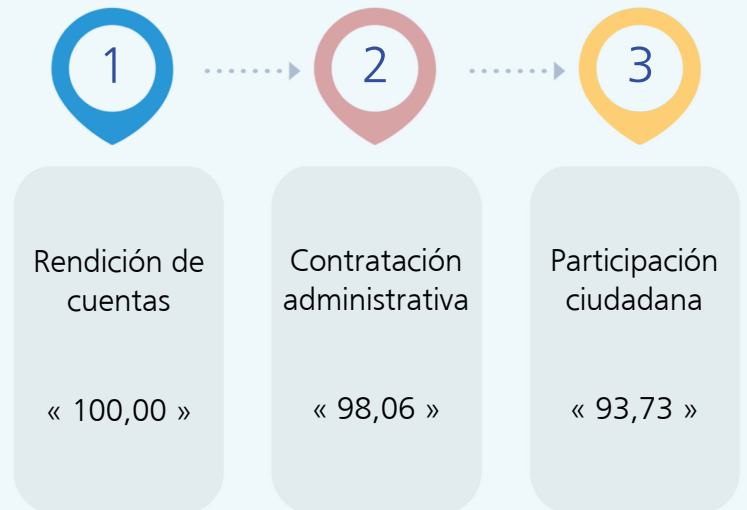 1
2
3
Rendición de
cuentas
« 100,00 »
Contratación
administrativa
« 98,06 »
Participación
ciudadana
« 93,73 »